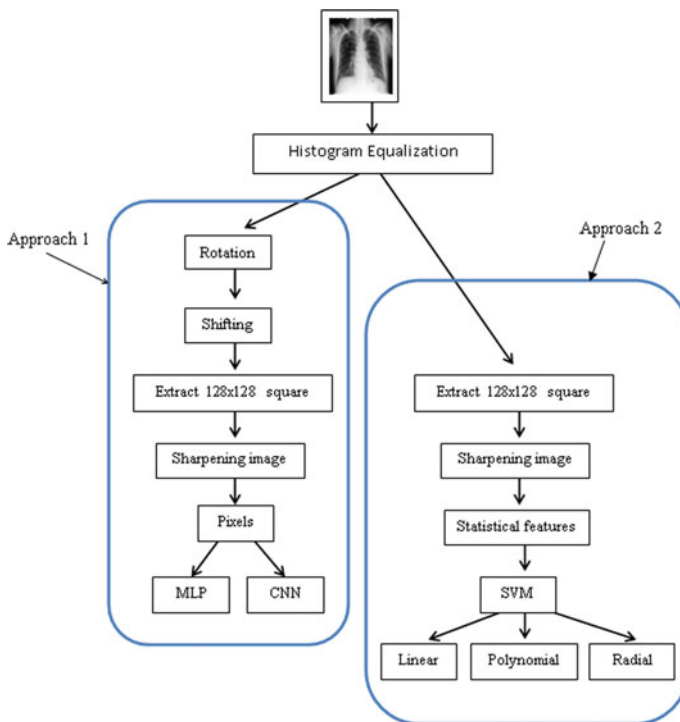 Histogram Equalization
Approach 1
Rotation
Shifting
Extract 128x128 square
Sharpening image
Pixels
MLP
CNN
Approach 2
Extract 128x128 square
Sharpening image
Statistical features
SVM
Linear
Polynomial
Radial